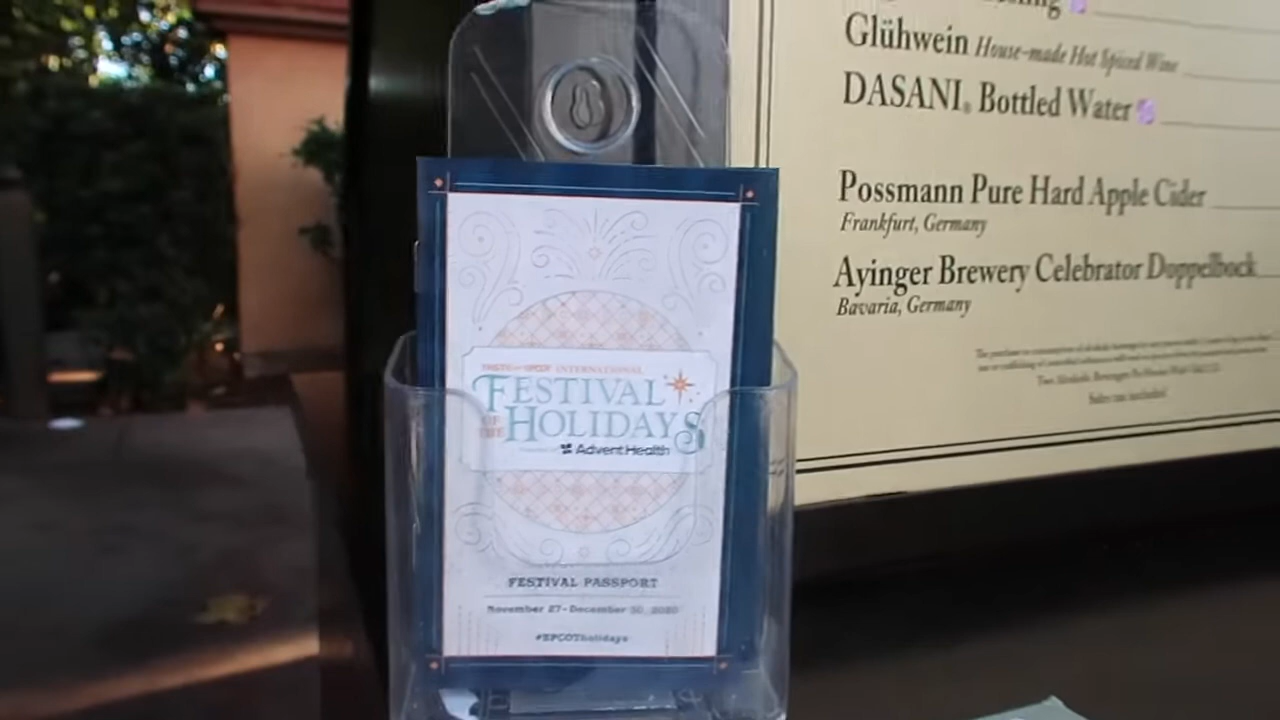 Glühwein House-made Hot Spiced Wine
DASANI® Bottled Water
Possmann Pure Hard Apple Cider
Frankfurt, Germany
Ayinger Brewery Celebrator Doppelbock
Bavaria, Germany
TASTE OF EPCOT INTERNATIONAL
FESTIVAL
OF THE HOLIDAYS
AdventHealth
FESTIVAL PASSPORT
November 27-December 30, 2020
#EPCOTholidays